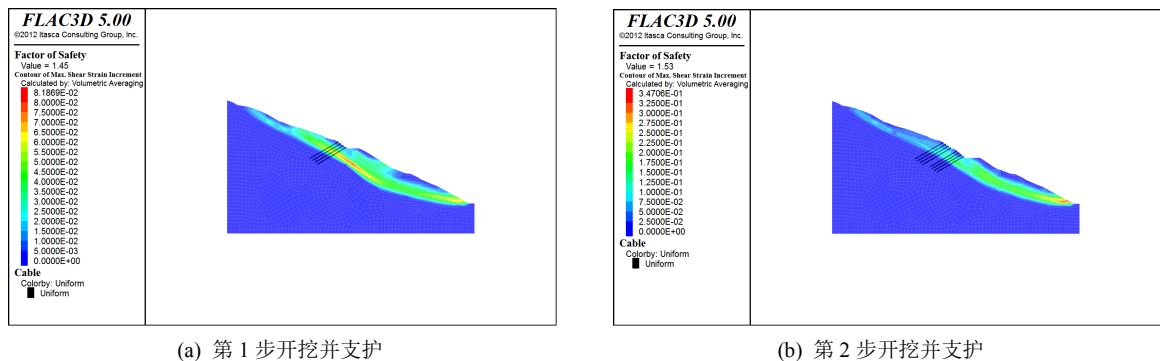 FLAC3D 5.00
©2012 Itasca Consulting Group, Inc.
Factor of Safety
Value = 1.45
Contour of Max. Shear Strain Increment
Calculated by: Volumetric Averaging
8.1869E-02
8.0000E-02
7.5000E-02
7.0000E-02
6.5000E-02
6.0000E-02
5.5000E-02
5.0000E-02
4.5000E-02
4.0000E-02
3.5000E-02
3.0000E-02
2.5000E-02
2.0000E-02
1.5000E-02
1.0000E-02
5.0000E-03
0.0000E+00
Cable
Colorby: Uniform
Uniform
(a) 第 1 步开挖并支护
FLAC3D 5.00
©2012 Itasca Consulting Group, Inc.
Factor of Safety
Value = 1.53
Contour of Max. Shear Strain Increment
Calculated by: Volumetric Averaging
3.4706E-01
3.2500E-01
3.0000E-01
2.7500E-01
2.5000E-01
2.2500E-01
2.0000E-01
1.7500E-01
1.5000E-01
1.2500E-01
1.0000E-01
7.5000E-02
5.0000E-02
2.5000E-02
0.0000E+00
Cable
Colorby: Uniform
Uniform
(b) 第 2 步开挖并支护